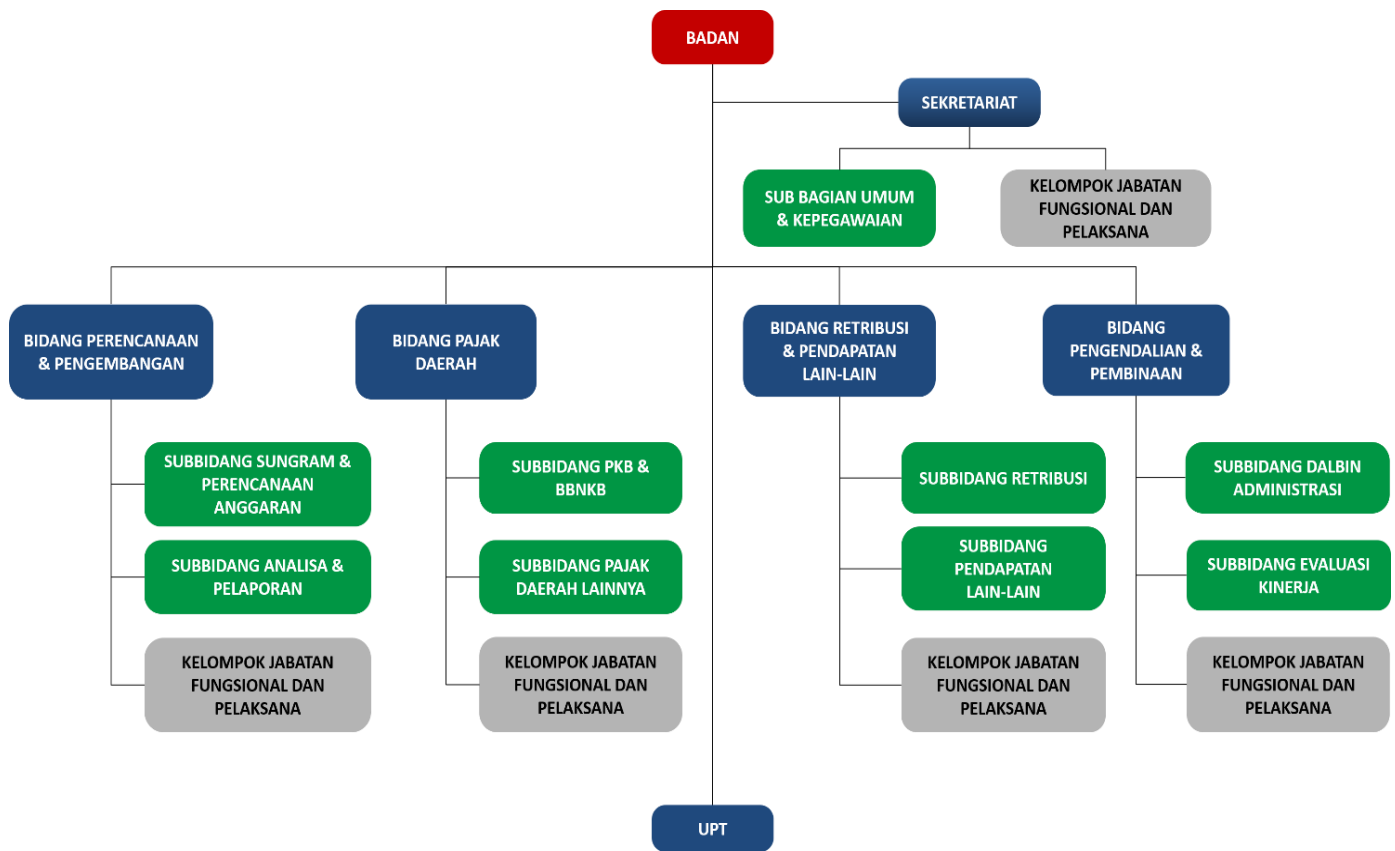 BADAN
SEKRETARIAT
SUB BAGIAN UMUM
& KEPEGAWAIAN
KELOMPOK JABATAN
FUNGSIONAL DAN
PELAKSANA
BIDANG PERENCANAAN
& PENGEMBANGAN
BIDANG PAJAK
DAERAH
BIDANG RETRIBUSI
& PENDAPATAN
LAIN-LAIN
BIDANG
PENGENDALIAN &
PEMBINAAN
SUBBIDANG SUNGRAM &
PERENCANAAN
ANGGARAN
SUBBIDANG PKB &
BBNKB
SUBBIDANG RETRIBUSI
SUBBIDANG DALBIN
ADMINISTRASI
SUBBIDANG ANALISA &
PELAPORAN
SUBBIDANG PAJAK
DAERAH LAINNYA
SUBBIDANG
PENDAPATAN
LAIN-LAIN
SUBBIDANG EVALUASI
KINERJA
KELOMPOK JABATAN
FUNGSIONAL DAN
PELAKSANA
KELOMPOK JABATAN
FUNGSIONAL DAN
PELAKSANA
KELOMPOK JABATAN
FUNGSIONAL DAN
PELAKSANA
KELOMPOK JABATAN
FUNGSIONAL DAN
PELAKSANA
UPT